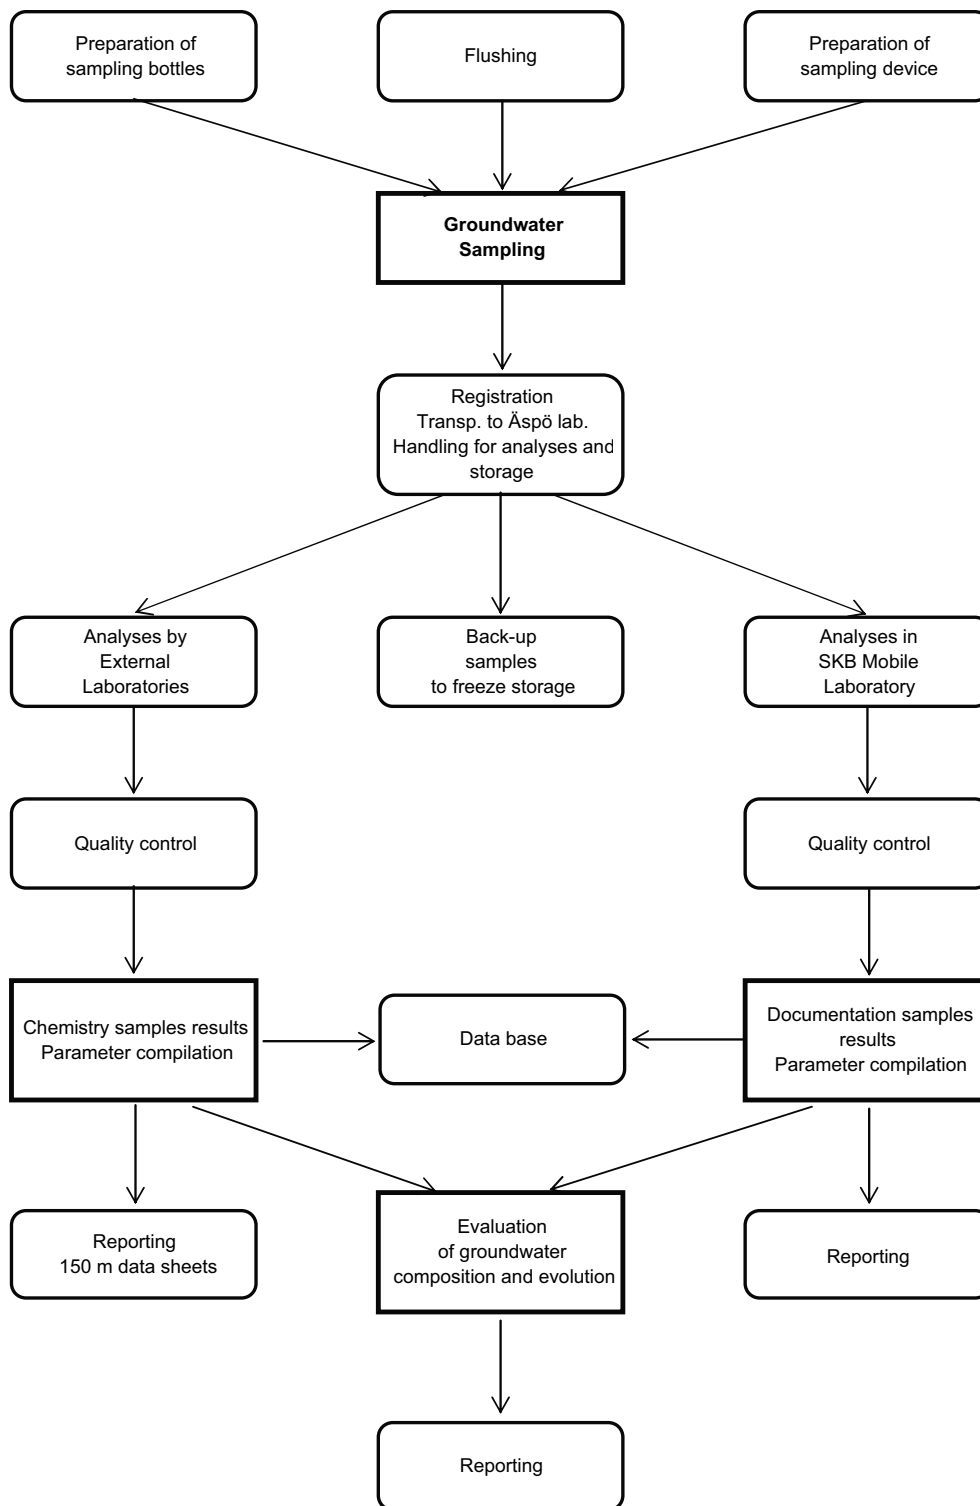 Preparation of
sampling bottles
Flushing
Preparation of
sampling device
Groundwater
Sampling
Registration
Transp. to Äspö lab.
Handling for analyses and
storage
Analyses by
External
Laboratories
Back-up
samples
to freeze storage
Analyses in
SKB Mobile
Laboratory
Quality control
Quality control
Chemistry samples results
Parameter compilation
Data base
Documentation samples
results
Parameter compilation
Reporting
150 m data sheets
Evaluation
of groundwater
composition and evolution
Reporting
Reporting